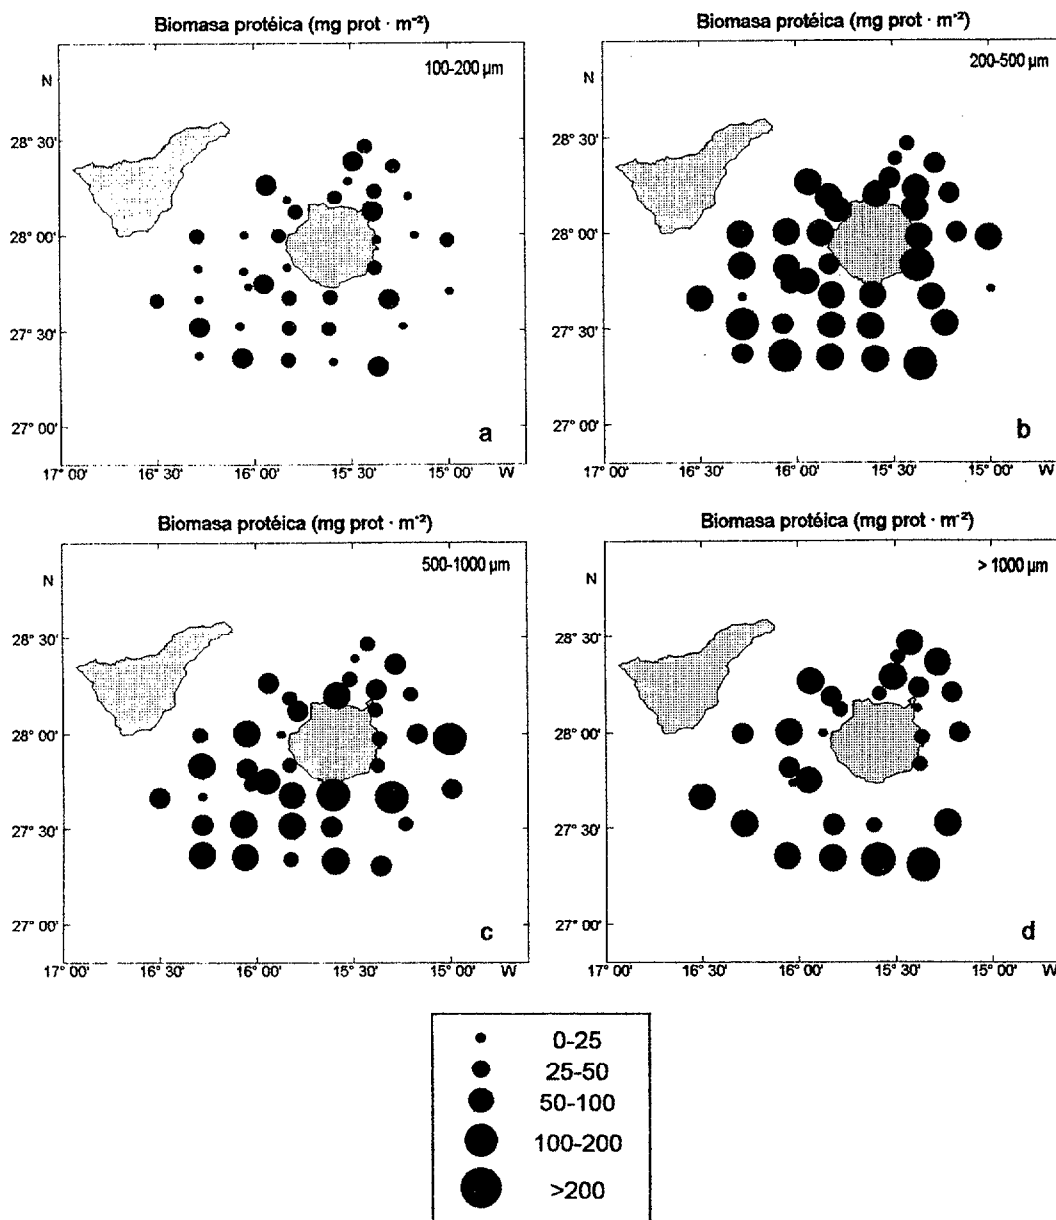 Biomasa protéica (mg prot · m⁻²)
100-200 µm
N
28° 30'
28° 00'
27° 30'
27° 00'
a
17° 00' 16° 30' 16° 00' 15° 30' 15° 00' W
Biomasa protéica (mg prot · m⁻²)
200-500 µm
N
28° 30'
28° 00'
27° 30'
27° 00'
b
17° 00' 16° 30' 16° 00' 15° 30' 15° 00' W
Biomasa protéica (mg prot · m⁻²)
500-1000 µm
N
28° 30'
28° 00'
27° 30'
27° 00'
c
17° 00' 16° 30' 16° 00' 15° 30' 15° 00' W
Biomasa protéica (mg prot · m⁻²)
> 1000 µm
N
28° 30'
28° 00'
27° 30'
27° 00'
d
17° 00' 16° 30' 16° 00' 15° 30' 15° 00' W
0-25
25-50
50-100
100-200
>200